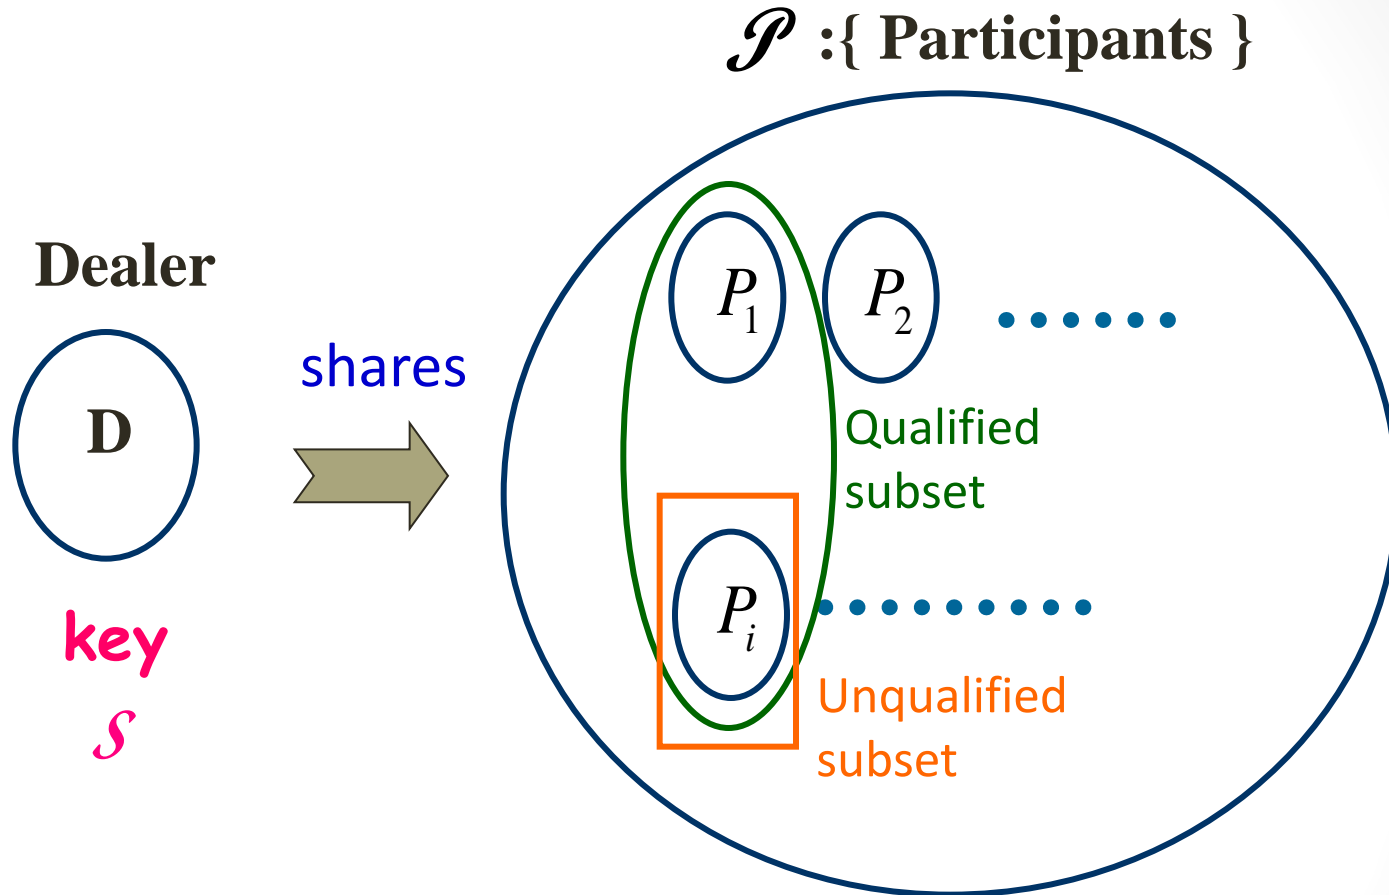 𝒫 :{ Participants }
Dealer
D
shares
key
𝒮
P₁
P₂
Qualified
subset
Pᵢ
Unqualified
subset